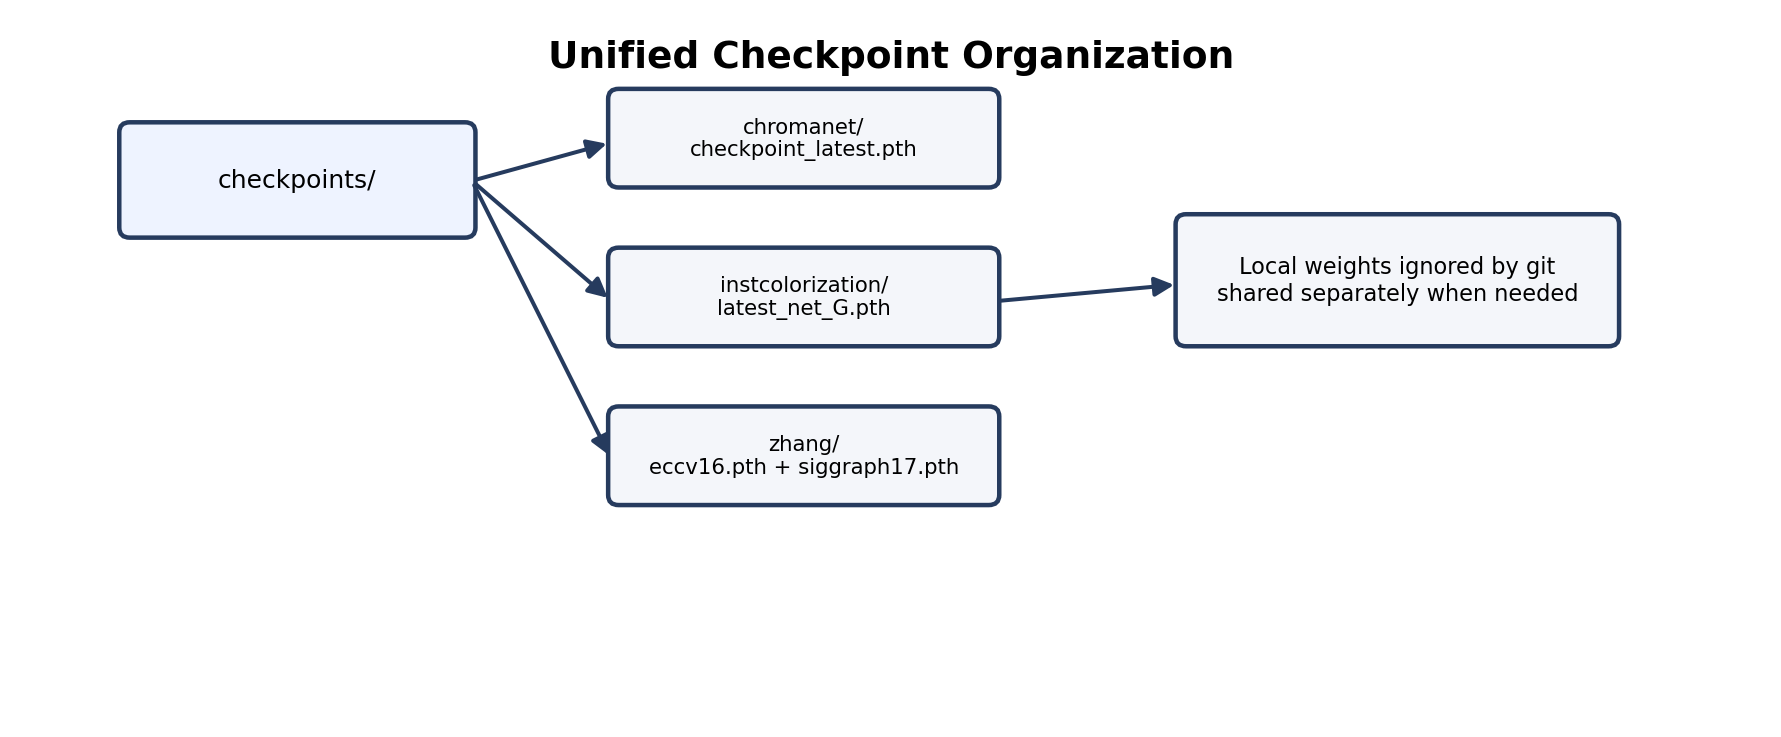 Unified Checkpoint Organization
checkpoints/
chromanet/
checkpoint_latest.pth
instcolorization/
latest_net_G.pth
zhang/
eccv16.pth + siggraph17.pth
Local weights ignored by git
shared separately when needed